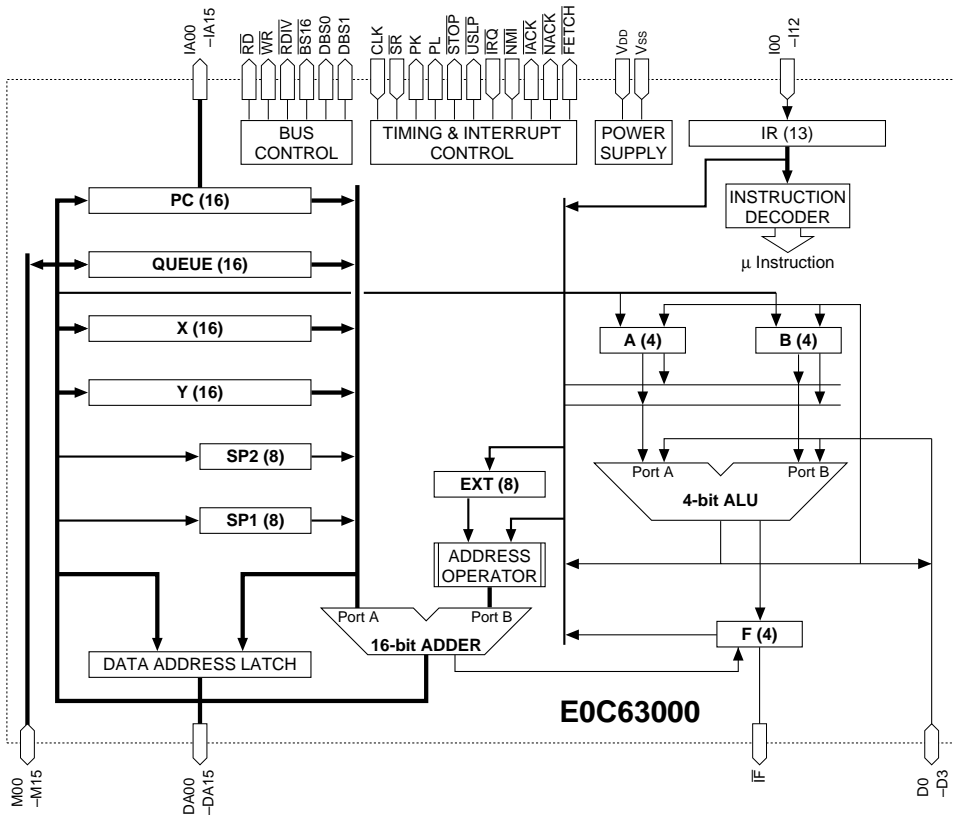 IA00
–IA15
RD
WR
RDIV
BS16
DBS0
DBS1
CLK
SR
PK
PL
STOP
USLP
IRQ
NMI
IACK
NACK
FETCH
VDD
VSS
I00
–I12
BUS
CONTROL
TIMING & INTERRUPT
CONTROL
POWER
SUPPLY
IR (13)
PC (16)
INSTRUCTION
DECODER
QUEUE (16)
μ Instruction
X (16)
A (4)
B (4)
Y (16)
SP2 (8)
EXT (8)
Port A
Port B
4-bit ALU
SP1 (8)
ADDRESS
OPERATOR
Port A
Port B
16-bit ADDER
F (4)
DATA ADDRESS LATCH
E0C63000
M00
–M15
DA00
–DA15
IF
D0
–D3